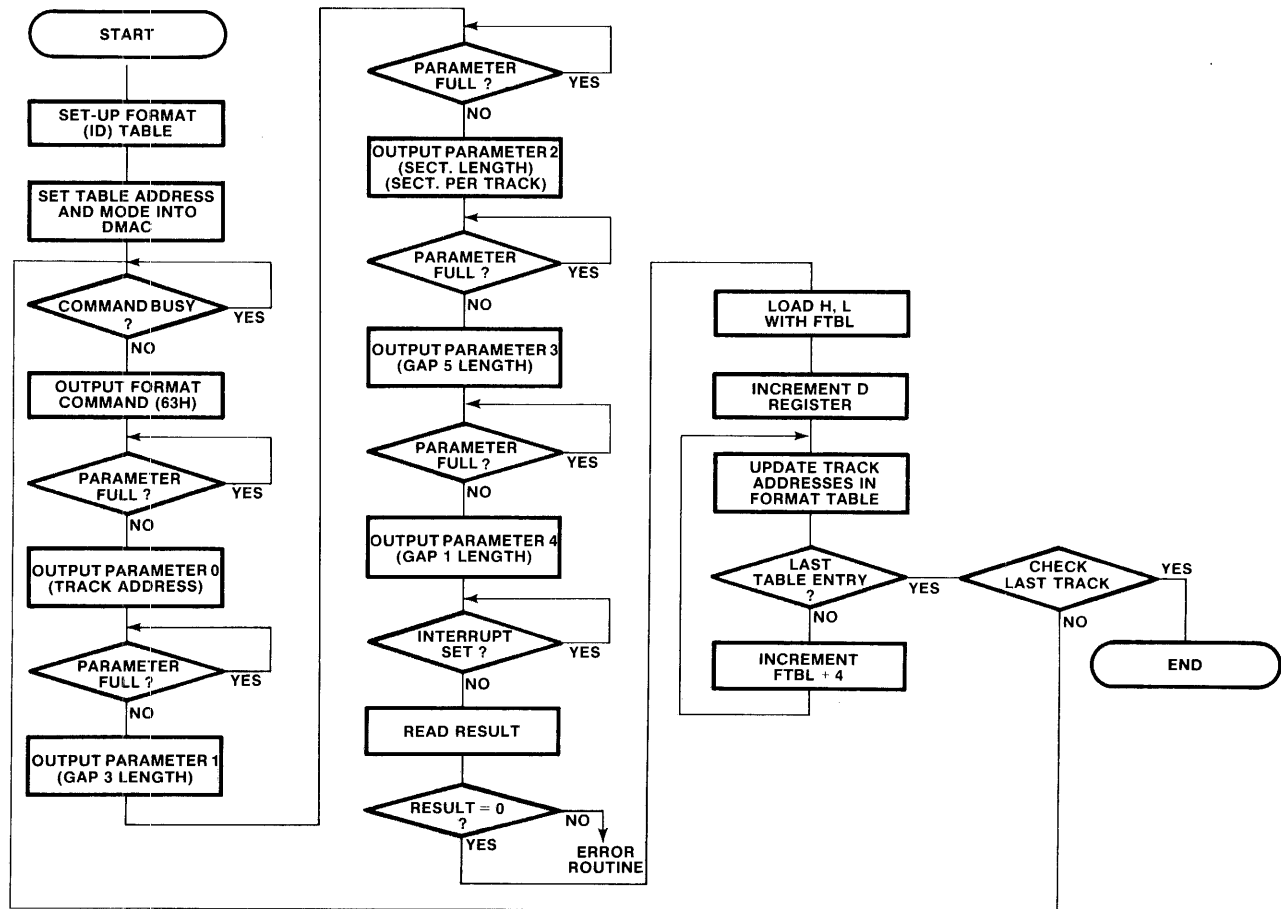 START
SET-UP FORMAT
(ID) TABLE
SET TABLE ADDRESS
AND MODE INTO
DMAC
COMMAND BUSY
?
YES
NO
OUTPUT FORMAT
COMMAND (63H)
PARAMETER
FULL ?
YES
NO
OUTPUT PARAMETER 0
(TRACK ADDRESS)
PARAMETER
FULL ?
YES
NO
OUTPUT PARAMETER 1
(GAP 3 LENGTH)
PARAMETER
FULL ?
YES
NO
OUTPUT PARAMETER 2
(SECT. LENGTH)
(SECT. PER TRACK)
PARAMETER
FULL ?
YES
NO
OUTPUT PARAMETER 3
(GAP 5 LENGTH)
PARAMETER
FULL ?
YES
NO
OUTPUT PARAMETER 4
(GAP 1 LENGTH)
INTERRUPT
SET ?
YES
NO
READ RESULT
RESULT = 0
?
NO
YES
ERROR
ROUTINE
LOAD H, L
WITH FTBL
INCREMENT D
REGISTER
UPDATE TRACK
ADDRESSES IN
FORMAT TABLE
LAST
TABLE ENTRY
?
YES
NO
INCREMENT
FTBL + 4
CHECK
LAST TRACK
YES
NO
END